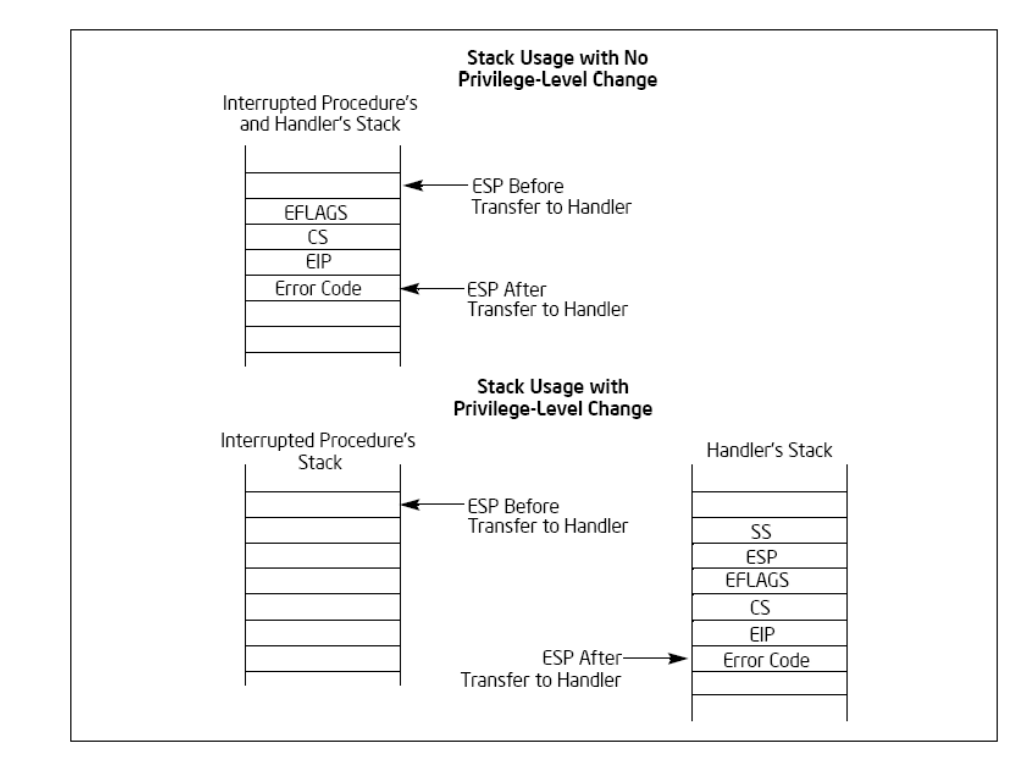 Stack Usage with No
Privilege-Level Change
Interrupted Procedure's
and Handler's Stack
ESP Before
Transfer to Handler
EFLAGS
CS
EIP
Error Code
ESP After
Transfer to Handler
Stack Usage with
Privilege-Level Change
Interrupted Procedure's
Stack
Handler's Stack
ESP Before
Transfer to Handler
SS
ESP
EFLAGS
CS
EIP
ESP After
Transfer to Handler
Error Code